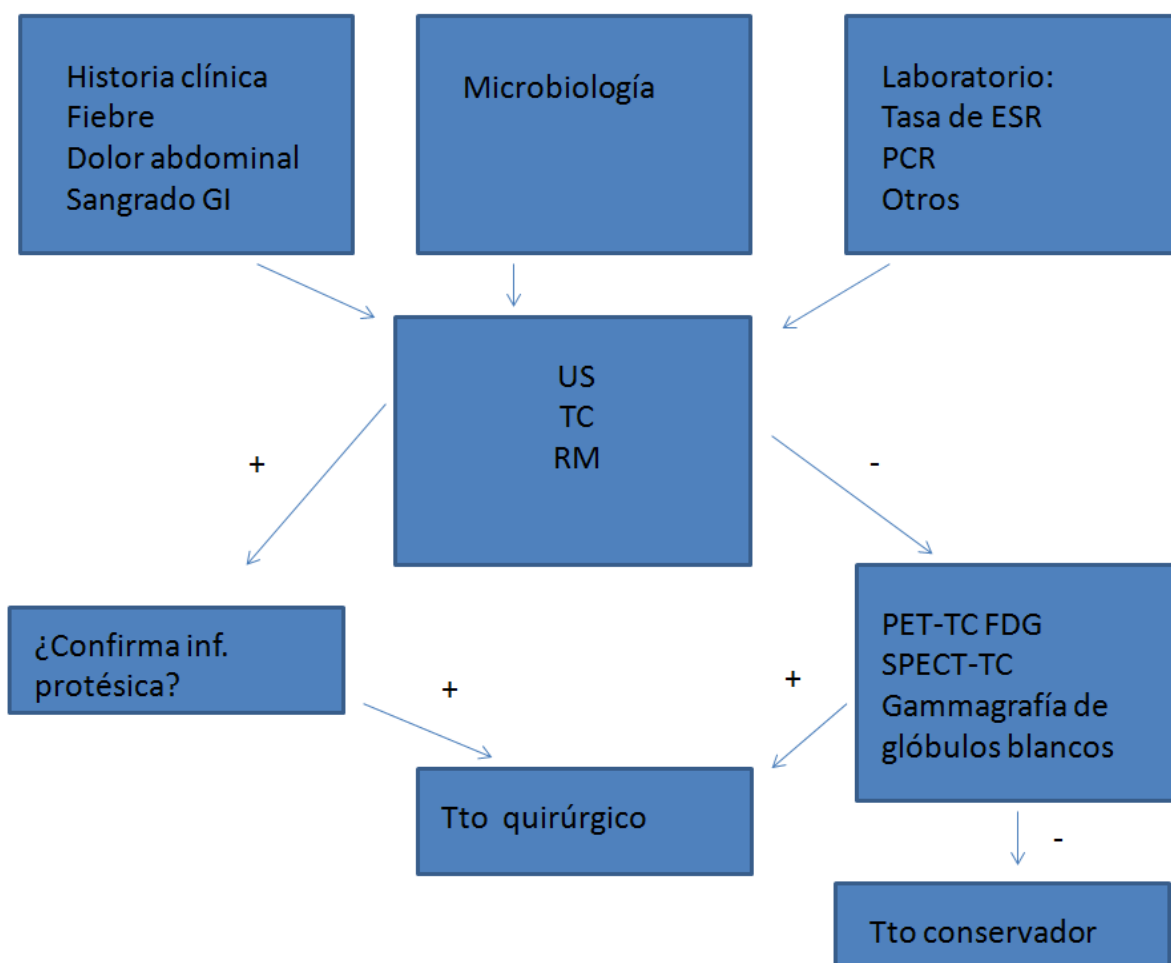 Historia clínica
Fiebre
Dolor abdominal
Sangrado GI
Microbiología
Laboratorio:
Tasa de ESR
PCR
Otros
US
TC
RM
+
-
¿Confirma inf.
protésica?
+
+
PET-TC FDG
SPECT-TC
Gammagrafía de
glóbulos blancos
Tto quirúrgico
-
Tto conservador